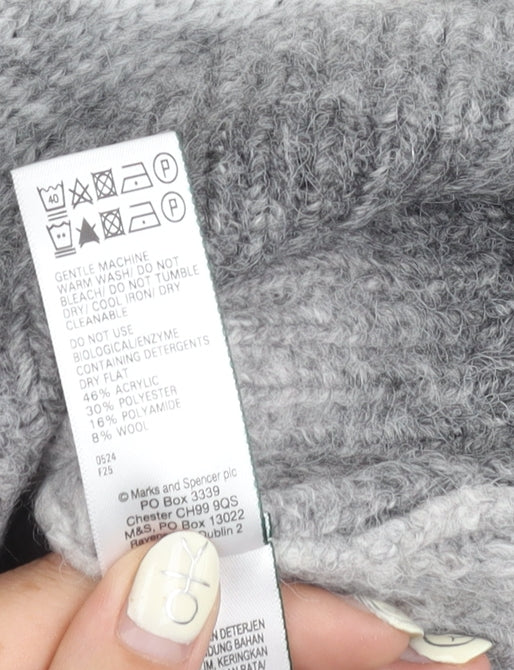 40 P
P
GENTLE MACHINE
WARM WASH/ DO NOT
BLEACH/ DO NOT TUMBLE
DRY/ COOL IRON/ DRY
CLEANABLE
DO NOT USE
BIOLOGICAL/ENZYME
CONTAINING DETERGENTS
DRY FLAT
46% ACRYLIC
30% POLYESTER
16% POLYAMIDE
8% WOOL
0524
F25
© Marks and Spencer plc
PO Box 3339
Chester CH99 9QS
M&S, PO Box 13022
Dublin 2
DETERJEN
BAHAN
KERINGKAN